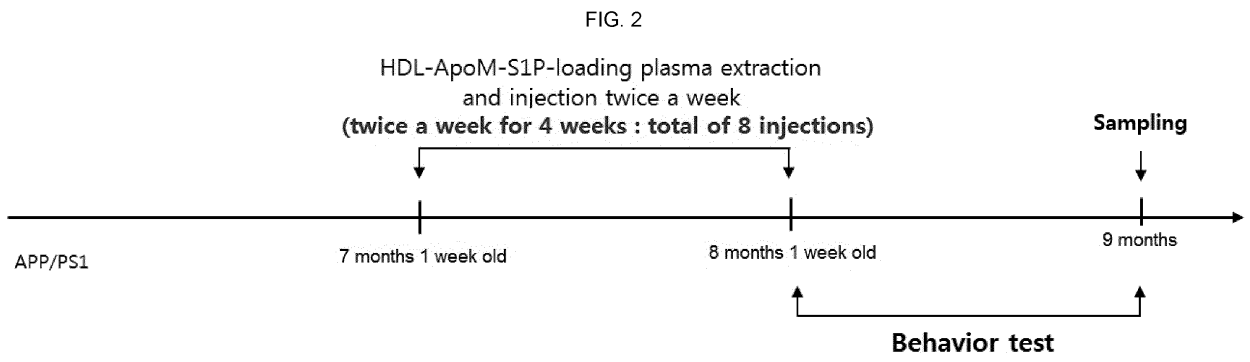 FIG. 2
HDL-ApoM-S1P-loading plasma extraction
and injection twice a week
(twice a week for 4 weeks : total of 8 injections)
Sampling
APP/PS1
7 months 1 week old
8 months 1 week old
9 months
Behavior test